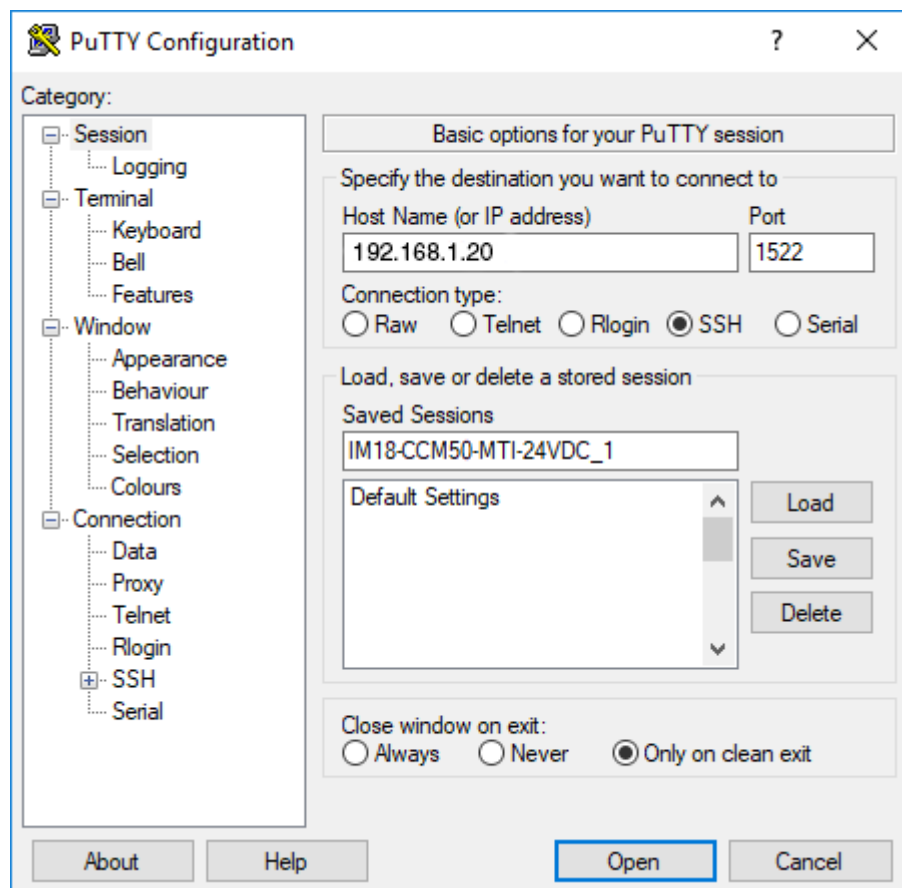 PuTTY Configuration
?
Category:
Session
Logging
Terminal
Keyboard
Bell
Features
Window
Appearance
Behaviour
Translation
Selection
Colours
Connection
Data
Proxy
Telnet
Rlogin
SSH
Serial
Basic options for your PuTTY session
Specify the destination you want to connect to
Host Name (or IP address) Port
192.168.1.20 1522
Connection type:
Raw Telnet Rlogin SSH Serial
Load, save or delete a stored session
Saved Sessions
IM18-CCM50-MTI-24VDC_1
Default Settings
Load
Save
Delete
Close window on exit:
Always Never Only on clean exit
About Help Open Cancel